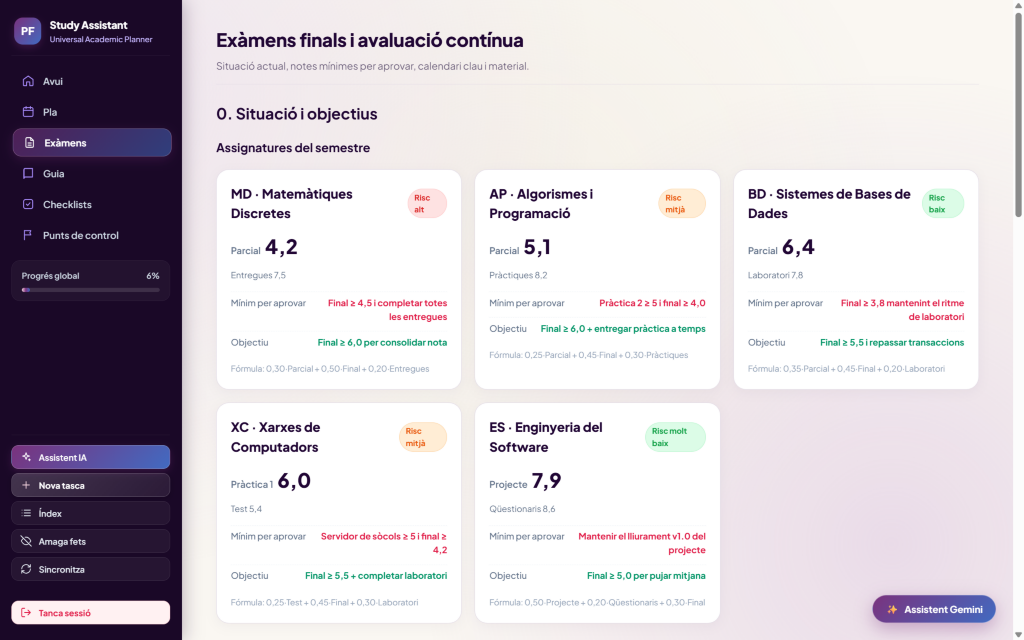 PF
Study Assistant
Universal Academic Planner
Avui
Pla
Exàmens
Guia
Checklists
Punts de control
Progrés global 6%
Assistent IA
Nova tasca
Índex
Amaga fets
Sincronitza
Tanca sessió
Exàmens finals i avaluació contínua
Situació actual, notes mínimes per aprovar, calendari clau i material.
0. Situació i objectius
Assignatures del semestre
MD · Matemàtiques
Discretes
Risc
alt
Parcial 4,2
Entregues 7,5
Mínim per aprovar Final ≥ 4,5 i completar totes
les entregues
Objectiu Final ≥ 6,0 per consolidar nota
Fórmula: 0,30·Parcial + 0,50·Final + 0,20·Entregues
AP · Algorismes i
Programació
Risc
mitjà
Parcial 5,1
Pràctiques 8,2
Mínim per aprovar Pràctica 2 ≥ 5 i final ≥ 4,0
Objectiu Final ≥ 6,0 + entregar pràctica a temps
Fórmula: 0,25·Parcial + 0,45·Final + 0,30·Pràctiques
BD · Sistemes de Bases de
Dades
Risc
baix
Parcial 6,4
Laboratori 7,8
Mínim per aprovar Final ≥ 3,8 mantenint el ritme
de laboratori
Objectiu Final ≥ 5,5 i repassar transaccions
Fórmula: 0,35·Parcial + 0,45·Final + 0,20·Laboratori
XC · Xarxes de
Computadors
Risc
mitjà
Pràctica 1 6,0
Test 5,4
Mínim per aprovar Servidor de sòcols ≥ 5 i final ≥
4,2
Objectiu Final ≥ 5,5 + completar laboratori
Fórmula: 0,25·Test + 0,45·Final + 0,30·Laboratori
ES · Enginyeria del
Software
Risc molt
baix
Projecte 7,9
Qüestionaris 8,6
Mínim per aprovar Mantenir el lliurament v1.0 del
projecte
Objectiu Final ≥ 5,0 per pujar mitjana
Fórmula: 0,50·Projecte + 0,20·Qüestionaris + 0,30·Final
Assistent Gemini